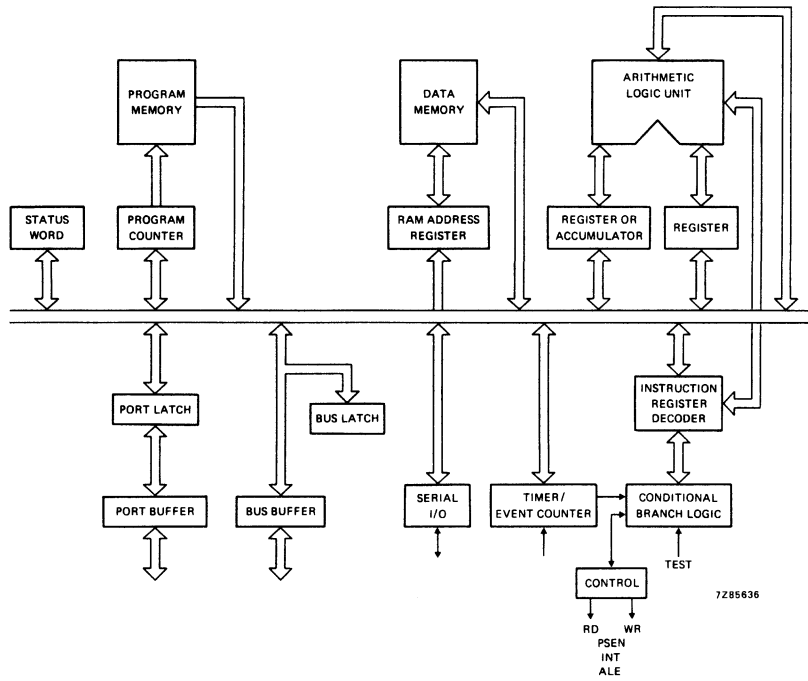 PROGRAM
MEMORY
DATA
MEMORY
ARITHMETIC
LOGIC UNIT
STATUS
WORD
PROGRAM
COUNTER
RAM ADDRESS
REGISTER
REGISTER OR
ACCUMULATOR
REGISTER
PORT LATCH
BUS LATCH
INSTRUCTION
REGISTER
DECODER
PORT BUFFER
BUS BUFFER
SERIAL
I/O
TIMER/
EVENT COUNTER
CONDITIONAL
BRANCH LOGIC
TEST
CONTROL
7Z85636
RD WR
PSEN
INT
ALE